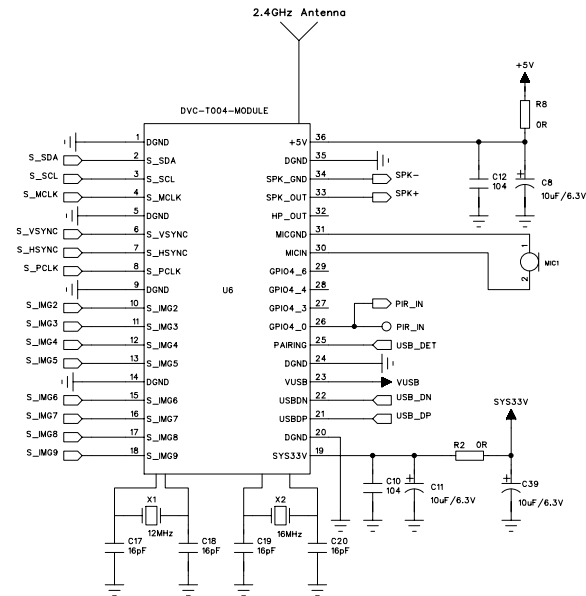 2.4GHz Antenna
+5V
DVC-T004-MODULE
R8
0R
1 DGND
+5V 36
S_SDA 2 S_SDA
DGND 35
S_SCL 3 S_SCL
SPK_GND 34 SPK-
C12
104
C8
10uF/6.3V
S_MCLK 4 S_MCLK
SPK_OUT 33 SPK+
5 DGND
HP_OUT 32
S_VSYNC 6 S_VSYNC
MICGND 31
1
S_HSYNC 7 S_HSYNC
MICIN 30
MIC1
2
S_PCLK 8 S_PCLK
GPIO4_6 29
9 DGND
U6
GPIO4_4 28
S_IMG2 10 S_IMG2
GPIO4_3 27
PIR_IN
S_IMG3 11 S_IMG3
GPIO4_0 26
PIR_IN
S_IMG4 12 S_IMG4
PAIRING 25 USB_DET
S_IMG5 13 S_IMG5
DGND 24
14 DGND
VUSB 23 VUSB
S_IMG6 15 S_IMG6
USBDN 22 USB_DN
SYS33V
S_IMG7 16 S_IMG7
USBDP 21 USB_DP
S_IMG8 17 S_IMG8
DGND 20
S_IMG9 18 S_IMG9
SYS33V 19
R2 0R
C10
104
C11
10uF/6.3V
C39
10uF/6.3V
X1
12MHz
X2
16MHz
C17
16pF
C18
16pF
C19
16pF
C20
16pF